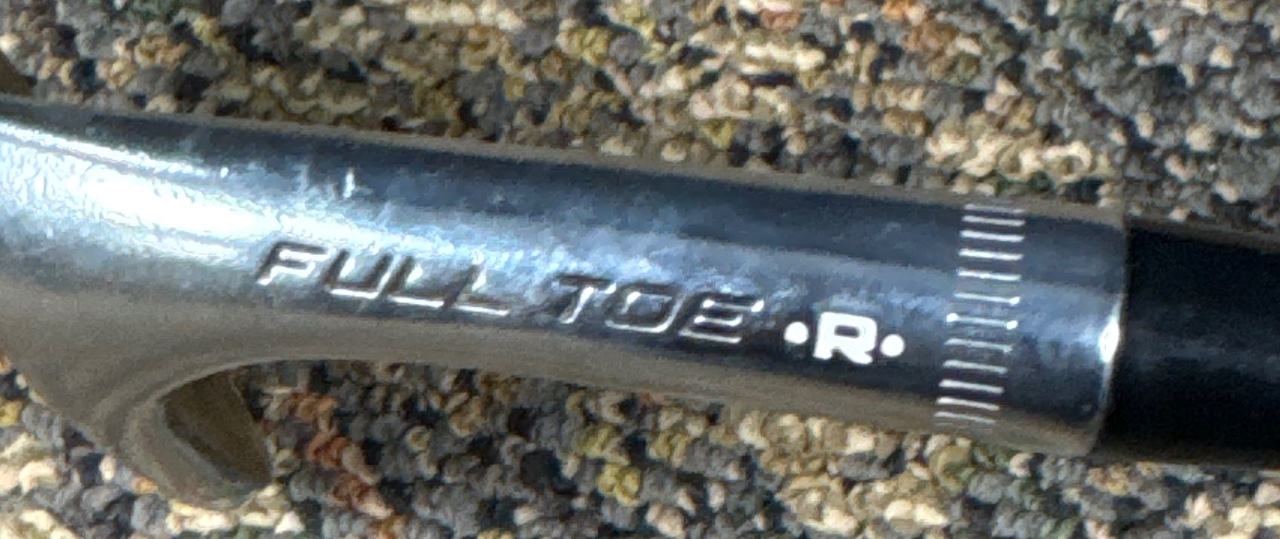 FULL TOE •R•